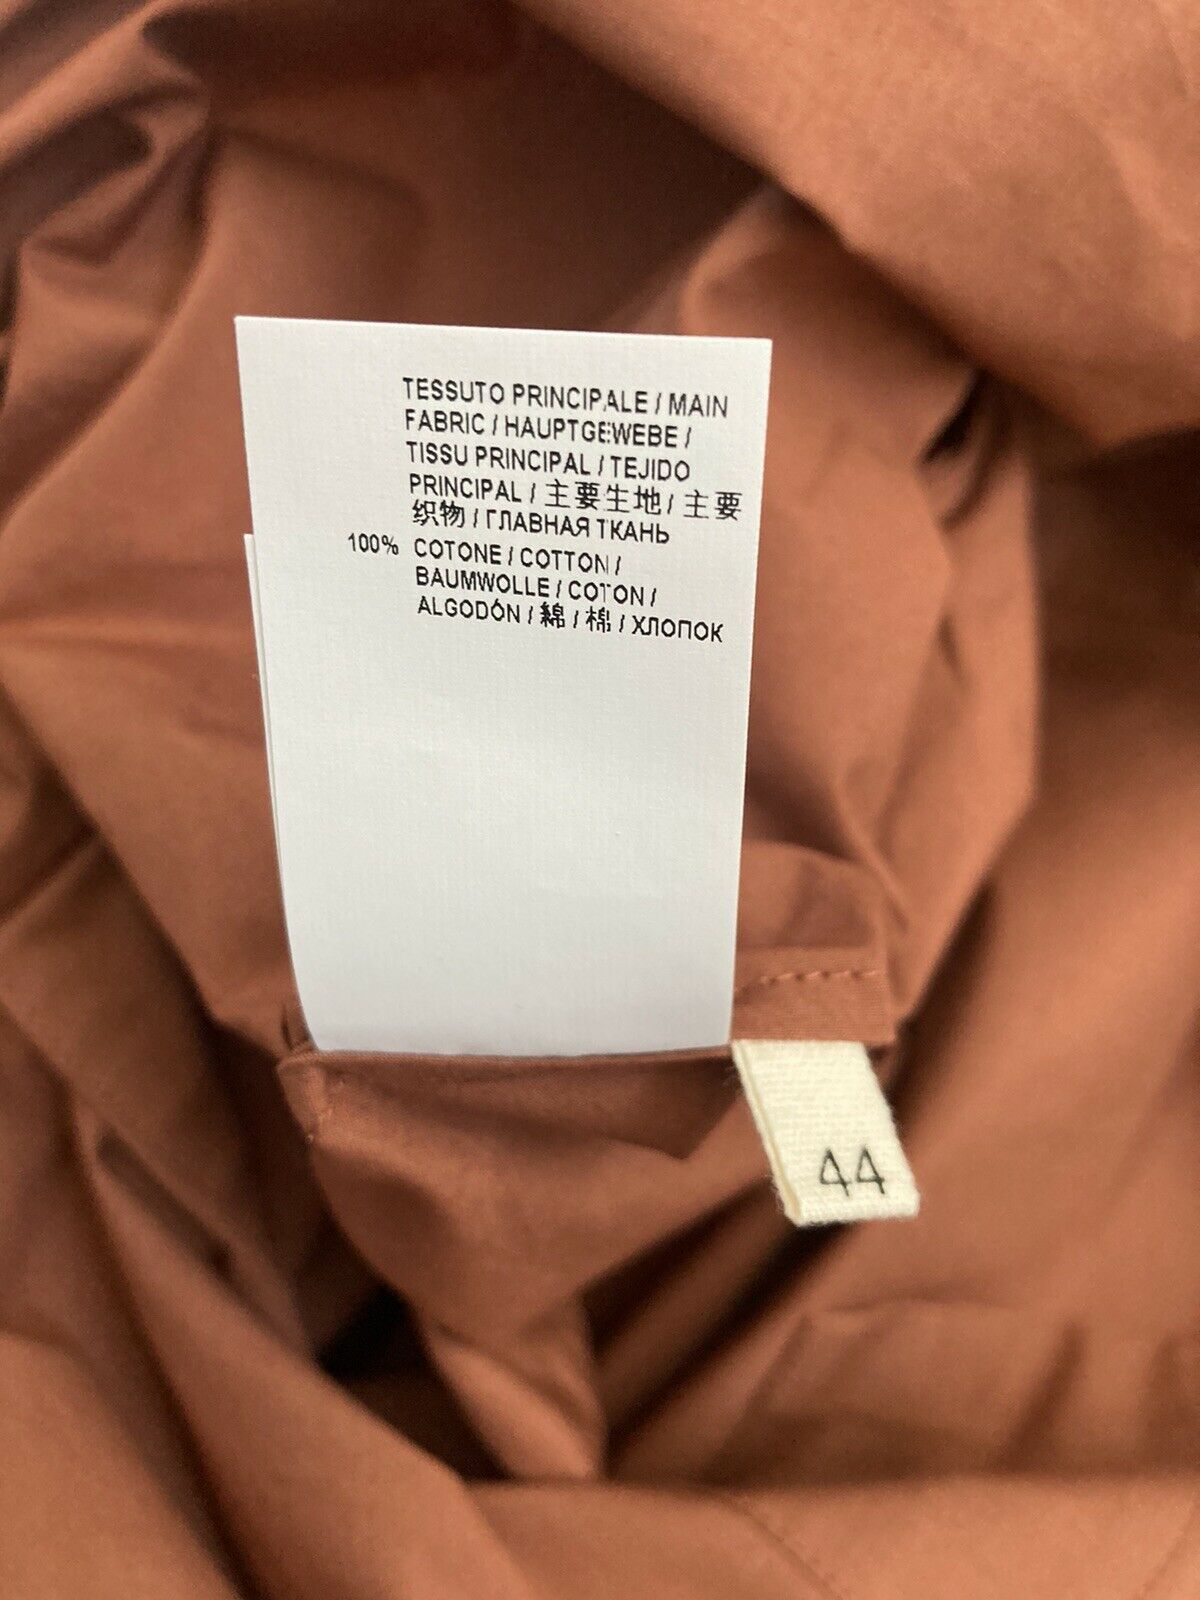 TESSUTO PRINCIPALE / MAIN
FABRIC / HAUPTGEWEBE /
TISSU PRINCIPAL / TEJIDO
PRINCIPAL / 主要生地 / 主要
织物 / ГЛАВНАЯ ТКАНЬ
100% COTONE / COTTON /
BAUMWOLLE / COTON /
ALGODÓN / 綿 / 棉 / ХЛОПОК
44